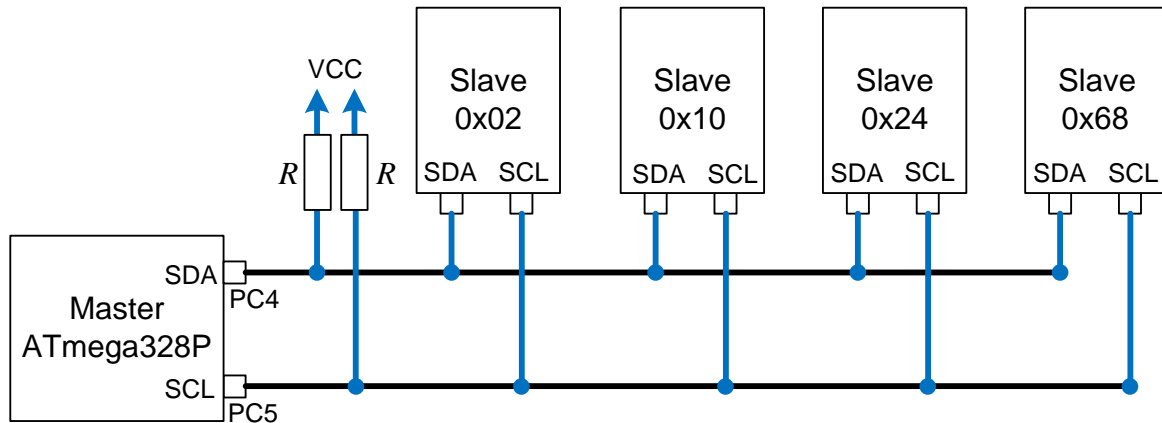 VCC
R
R
Slave
0x02
SDA SCL
Slave
0x10
SDA SCL
Slave
0x24
SDA SCL
Slave
0x68
SDA SCL
SDA
PC4
Master
ATmega328P
SCL
PC5